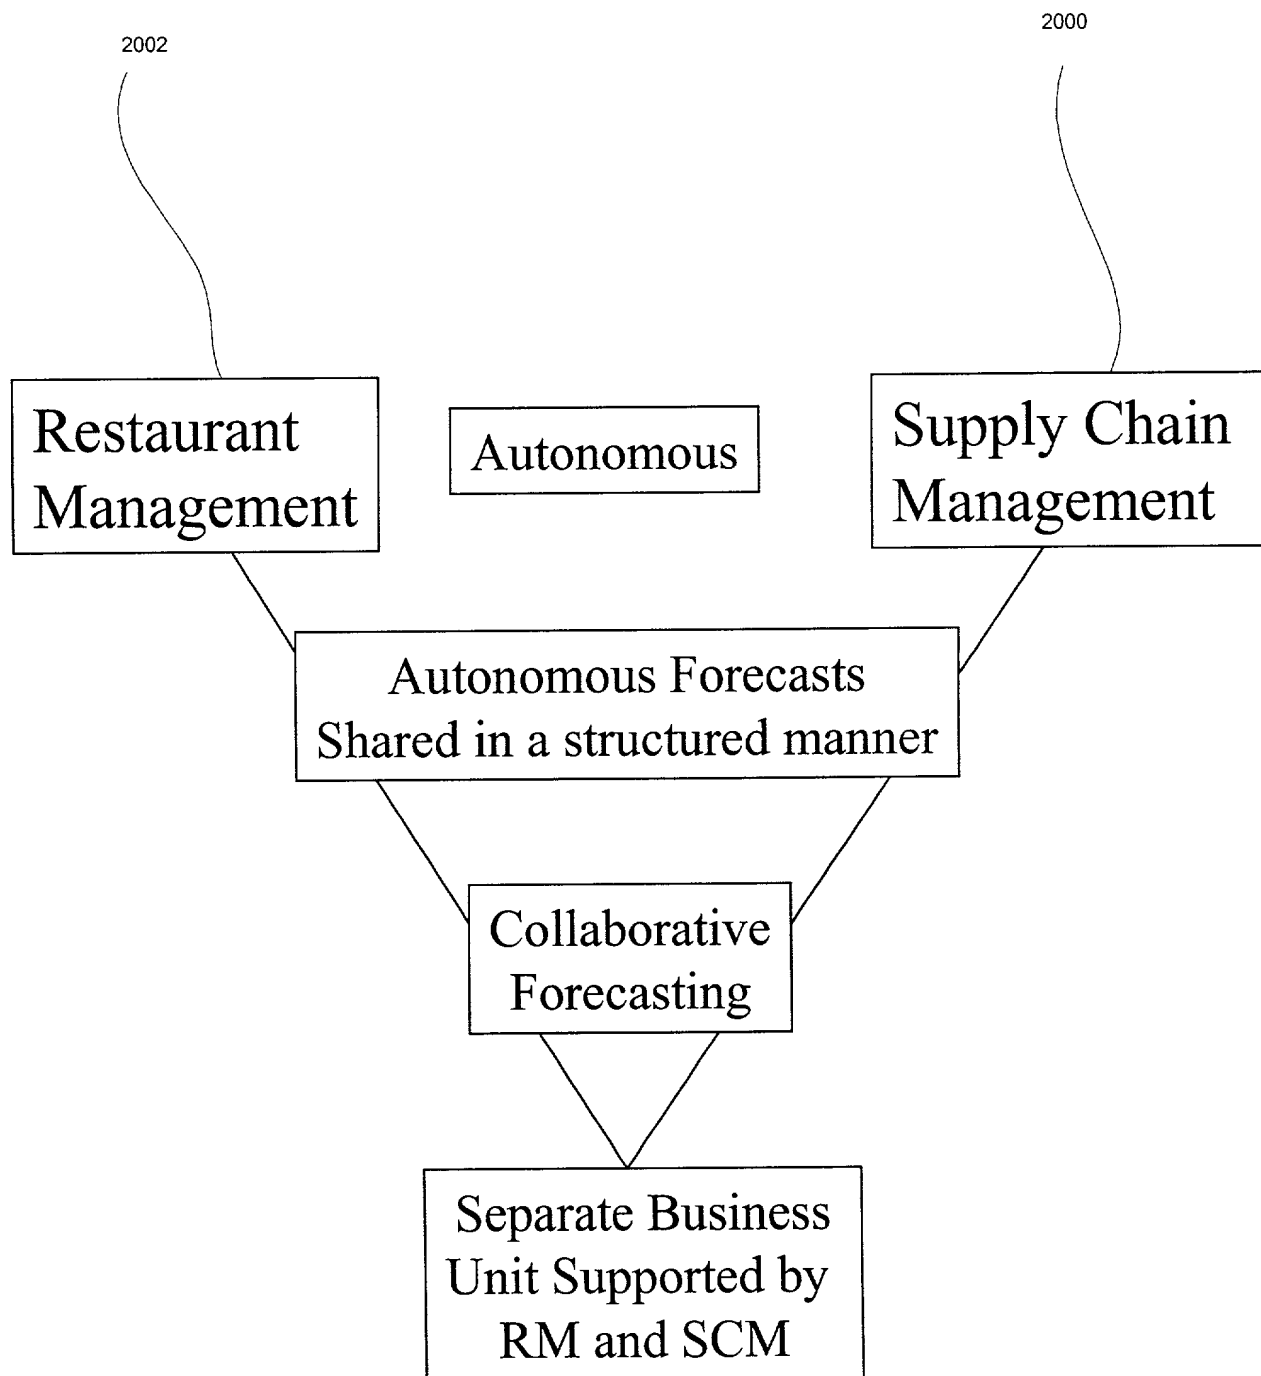 2002
2000
Restaurant
Management
Autonomous
Supply Chain
Management
Autonomous Forecasts
Shared in a structured manner
Collaborative
Forecasting
Separate Business
Unit Supported by
RM and SCM